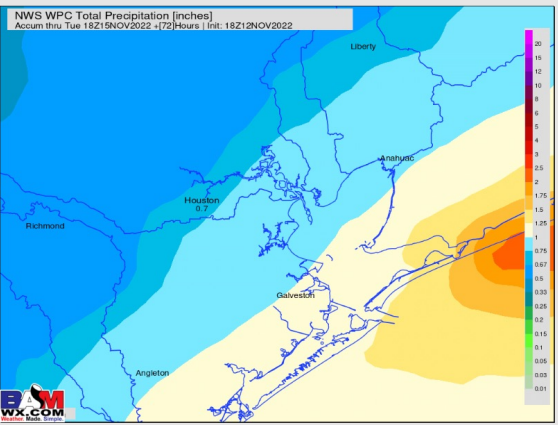 NWS WPC Total Precipitation [inches]
Accum thru Tue 18Z15NOV2022 +[72]Hours | Init: 18Z12NOV2022
Liberty
Anahuac
Houston
0.7
Richmond
Galveston
Angleton
20
15
12
10
8
6
5
4
3
2.5
2
1.75
1.5
1.25
1
0.75
0.67
0.5
0.33
0.25
0.2
0.15
0.1
0.05
0.03
0.01
BAM
WX.COM
Weather. Made. Simple.